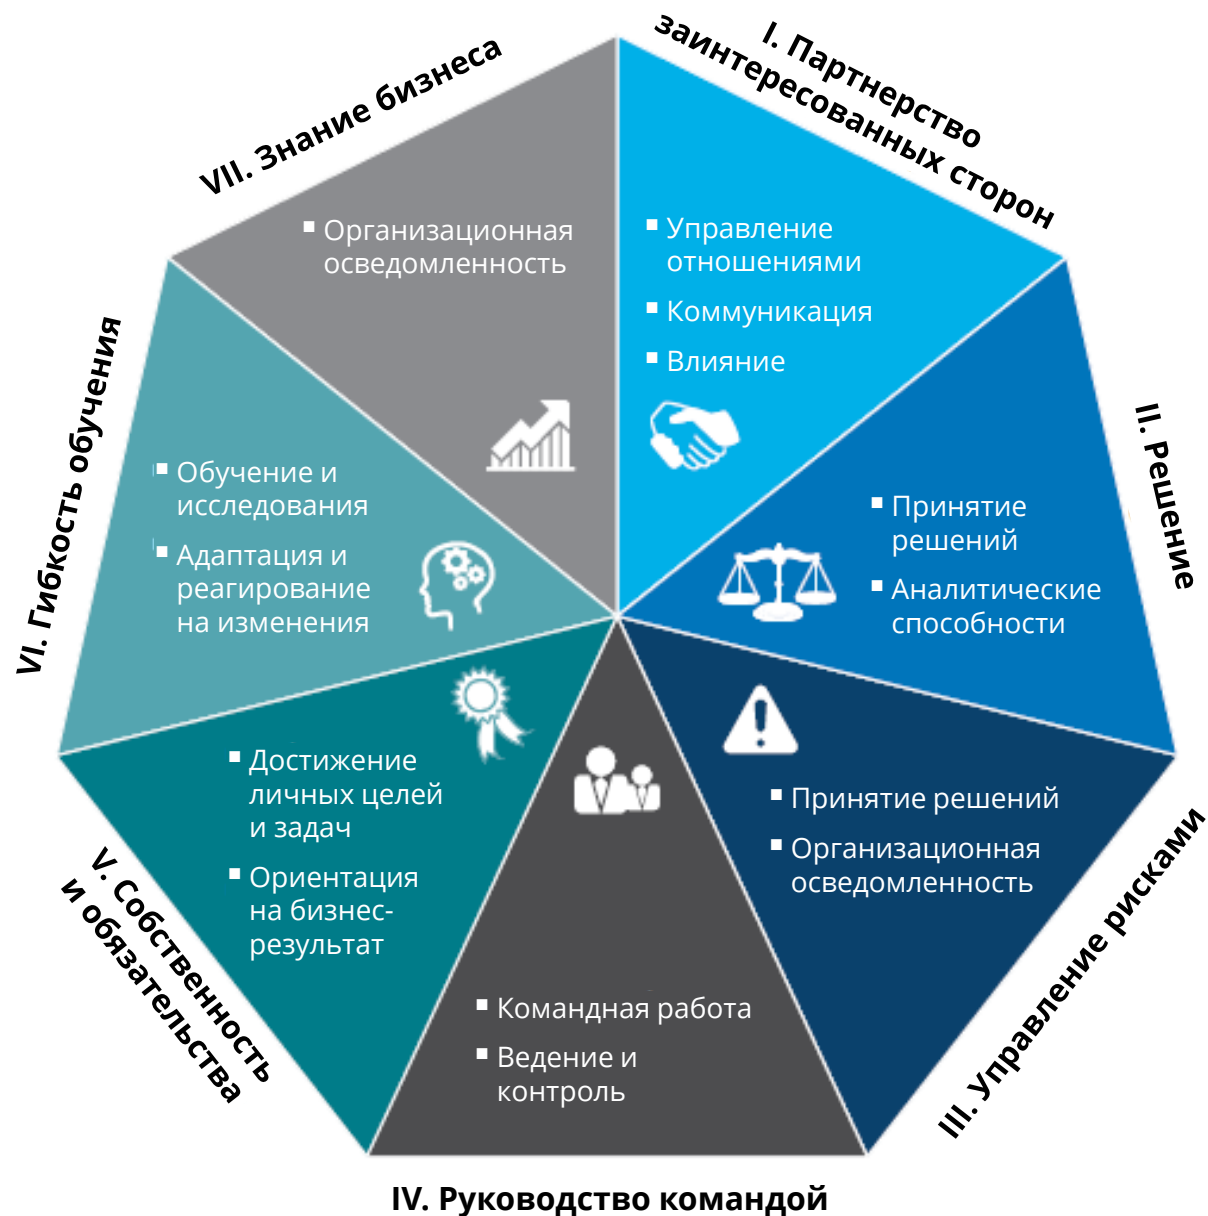 I. Партнерство
заинтересованных сторон
▪ Управление
отношениями
▪ Коммуникация
▪ Влияние
II. Решение
▪ Принятие
решений
▪ Аналитические
способности
III. Управление рисками
▪ Принятие решений
▪ Организационная
осведомленность
IV. Руководство командой
▪ Командная работа
▪ Ведение и
контроль
V. Собственность
и обязательства
▪ Достижение
личных целей
и задач
▪ Ориентация
на бизнес-
результат
VI. Гибкость обучения
▪ Обучение и
исследования
▪ Адаптация и
реагирование
на изменения
VII. Знание бизнеса
▪ Организационная
осведомленность